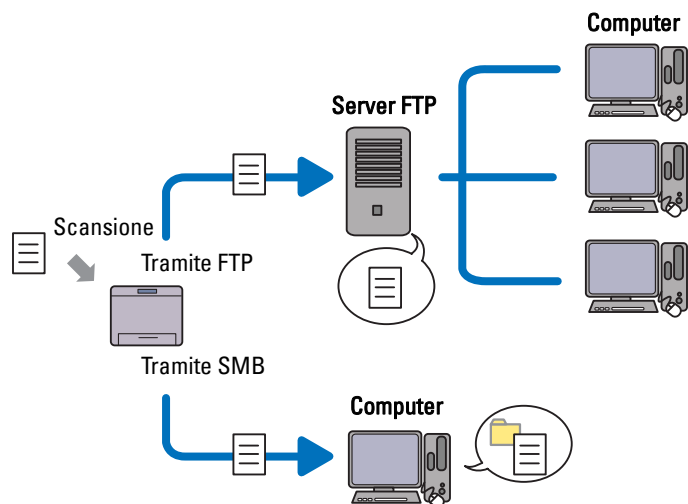 Computer
Server FTP
Scansione
Tramite FTP
Tramite SMB
Computer